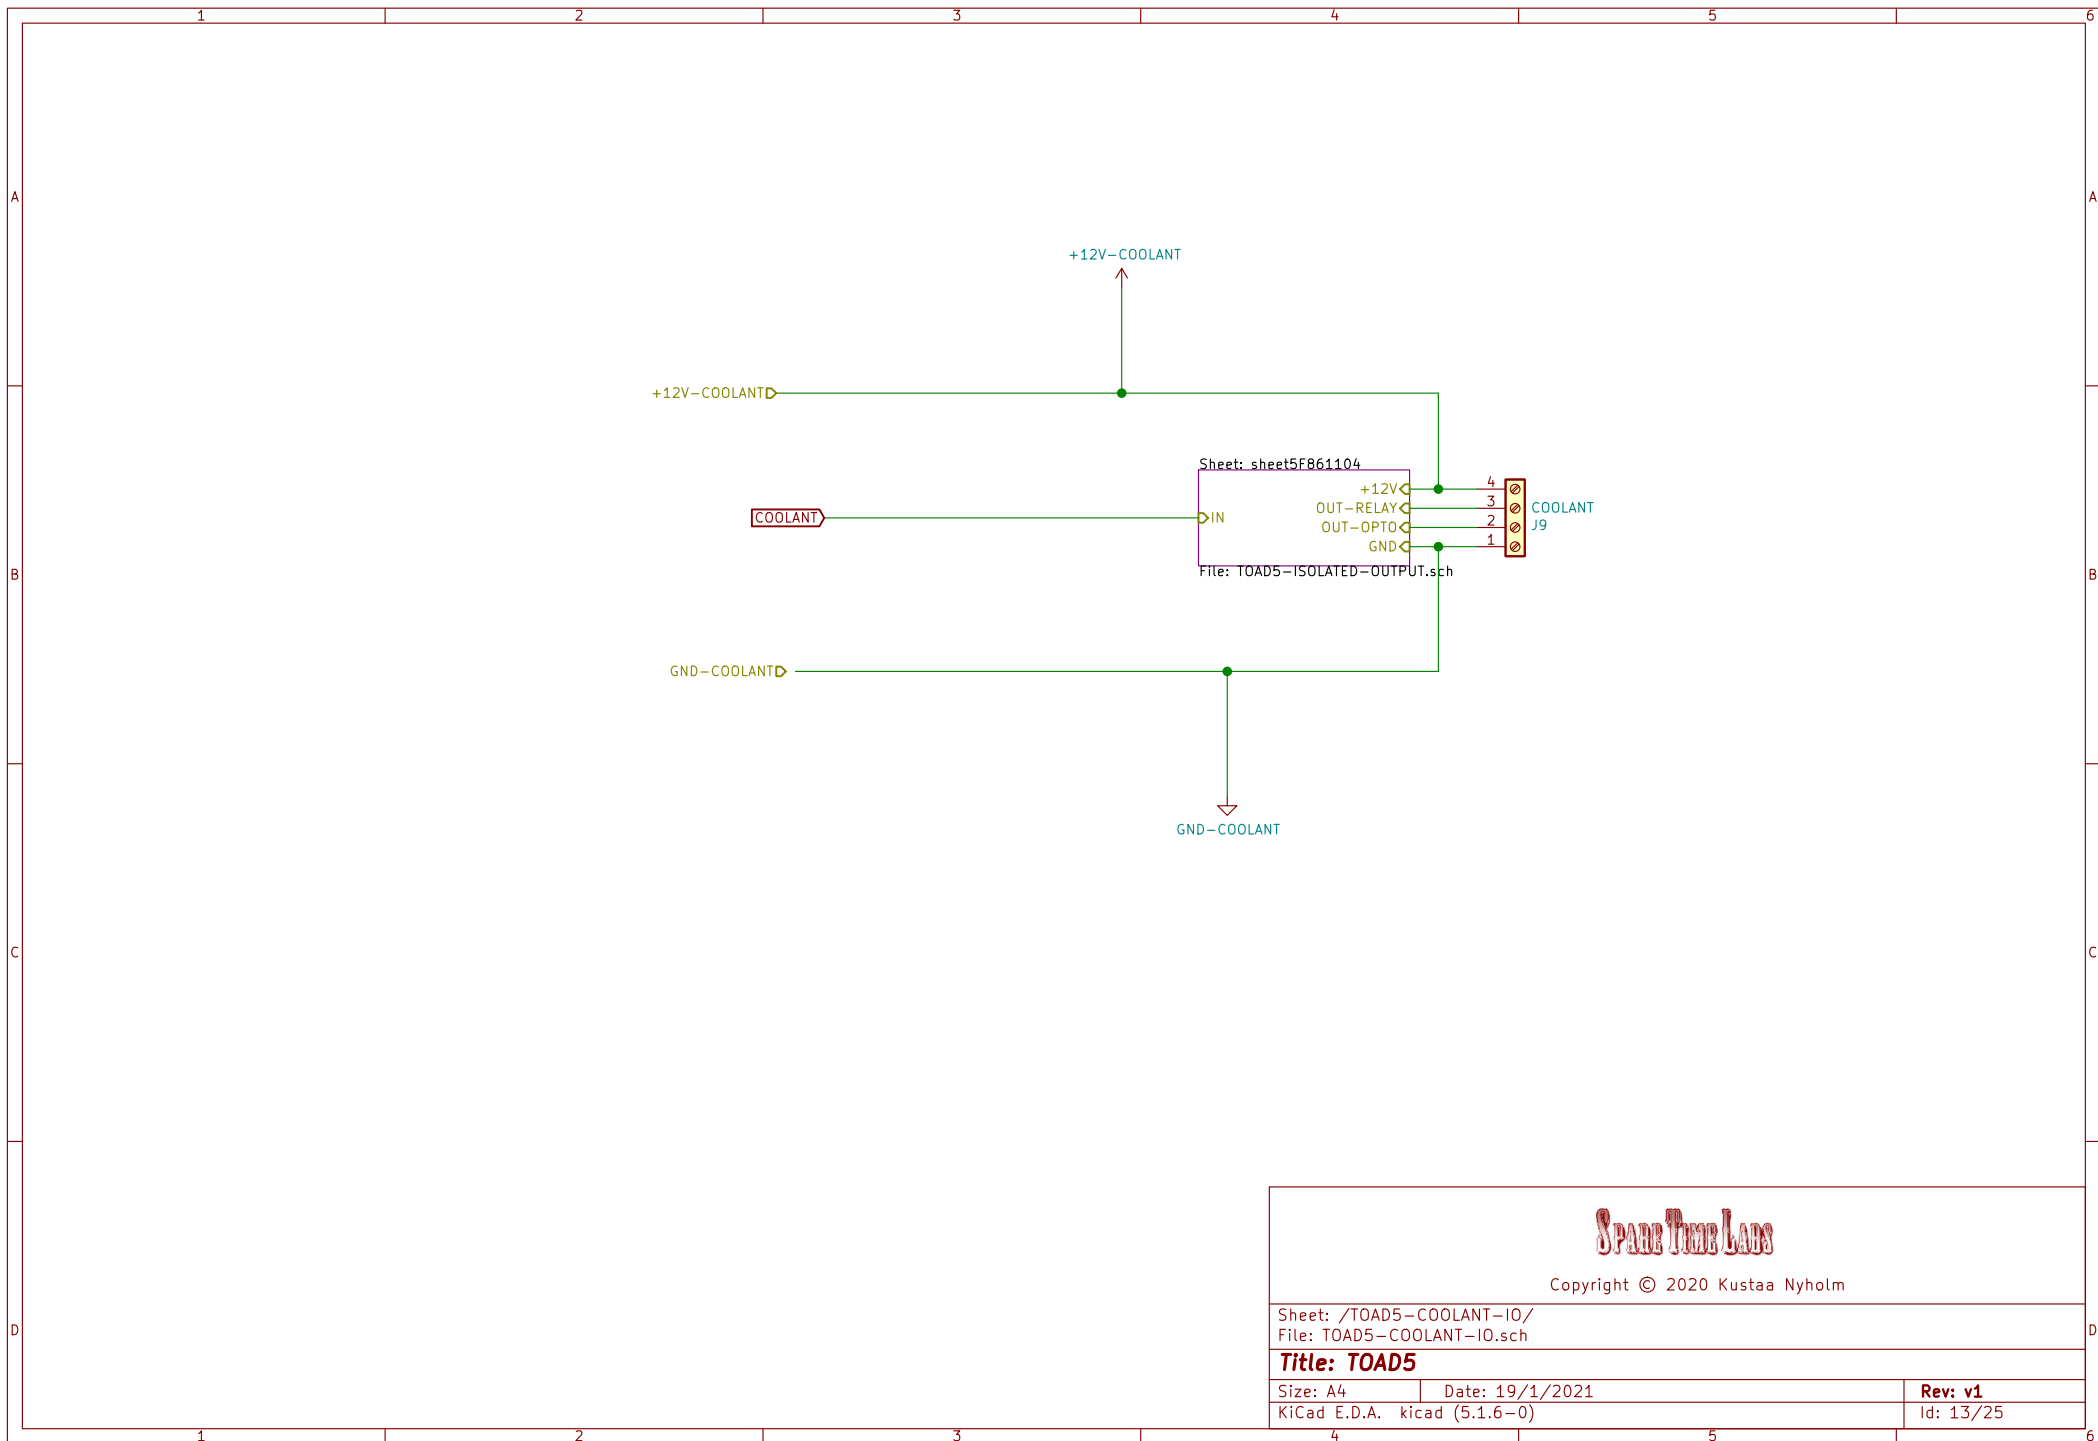 1 2 3 4 5 6
A A
+12V-COOLANT
+12V-COOLANT
Sheet: sheet5F861104
+12V 4
OUT-RELAY 3 COOLANT
COOLANT IN
OUT-OPTO 2 J9
GND 1
File: TOAD5-ISOLATED-OUTPUT.sch
B B
GND-COOLANT
GND-COOLANT
C C
SPARE TIME LABS
Copyright © 2020 Kustaa Nyholm
Sheet: /TOAD5-COOLANT-IO/
File: TOAD5-COOLANT-IO.sch
D D
Title: TOAD5
Size: A4 Date: 19/1/2021 Rev: v1
KiCad E.D.A. kicad (5.1.6-0) Id: 13/25
1 2 3 4 5 6